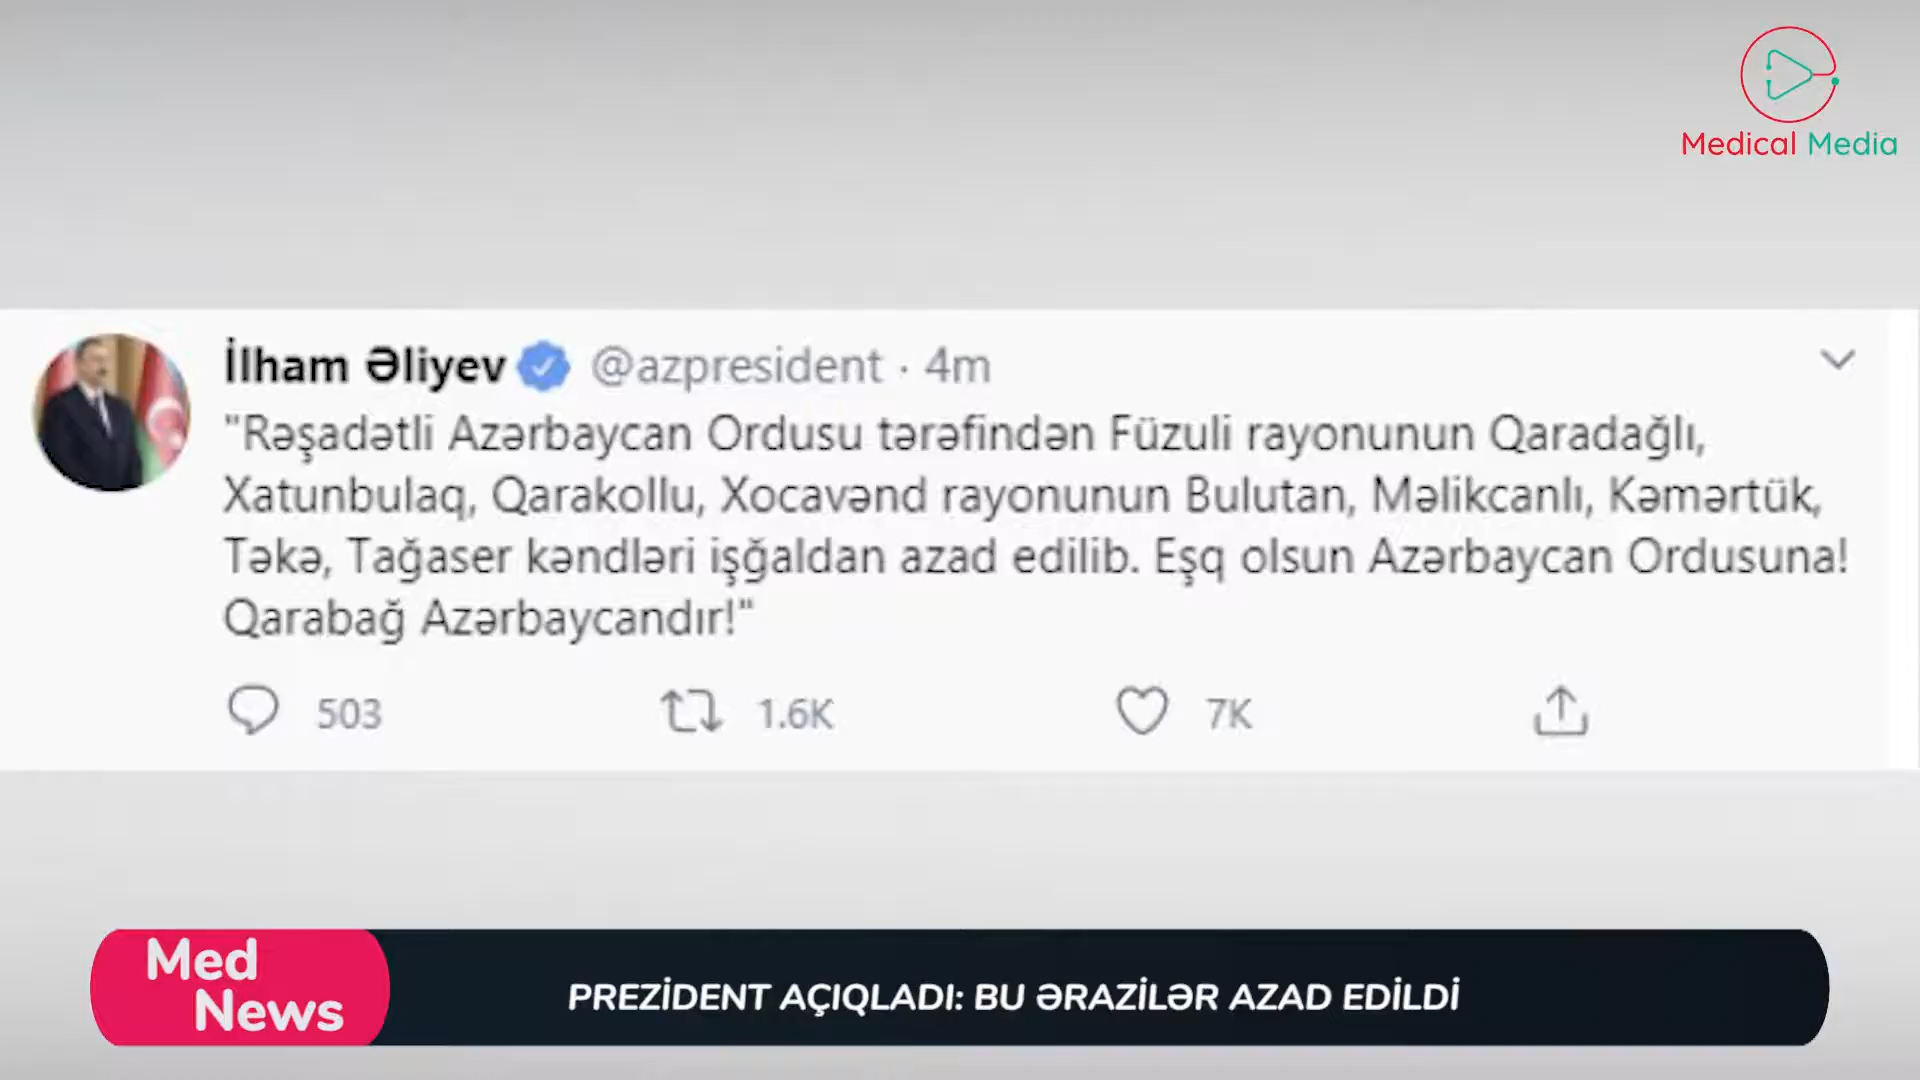 Medical Media
İlham Əliyev @azpresident · 4m
"Rəşadətli Azərbaycan Ordusu tərəfindən Füzuli rayonunun Qaradağlı,
Xatunbulaq, Qarakollu, Xocavənd rayonunun Bulutan, Məlikcanlı, Kəmərtük,
Təkə, Tağaser kəndləri işğaldan azad edilib. Eşq olsun Azərbaycan Ordusuna!
Qarabağ Azərbaycandır!"
503 1.6K 7K
Med
News
PREZİDENT AÇIQLADI: BU ƏRAZİLƏR AZAD EDİLDİ